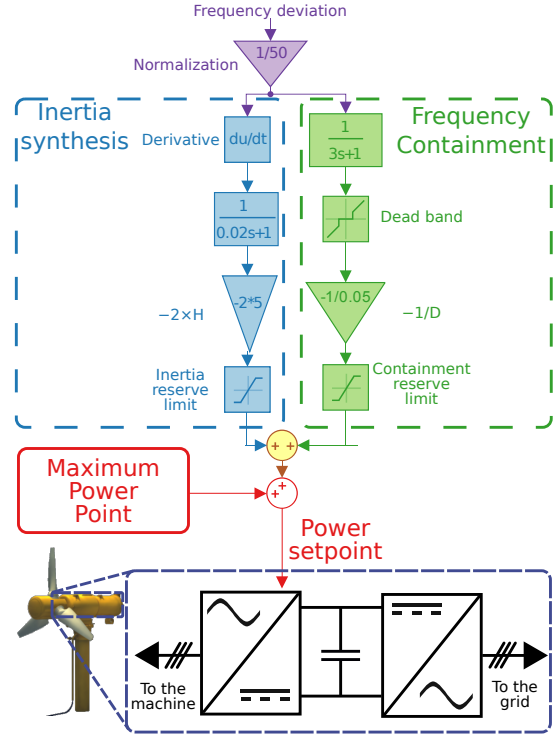 Frequency deviation
1/50
Normalization
Inertia
synthesis
Frequency
Containment
Derivative
du/dt
1
3s+1
Dead band
1
0.02s+1
-2*5
−2×H
-1/0.05
−1/D
Inertia
reserve
limit
Containment
reserve
limit
+ +
Maximum
Power
Point
+
+
Power
setpoint
To the
machine
To the
grid